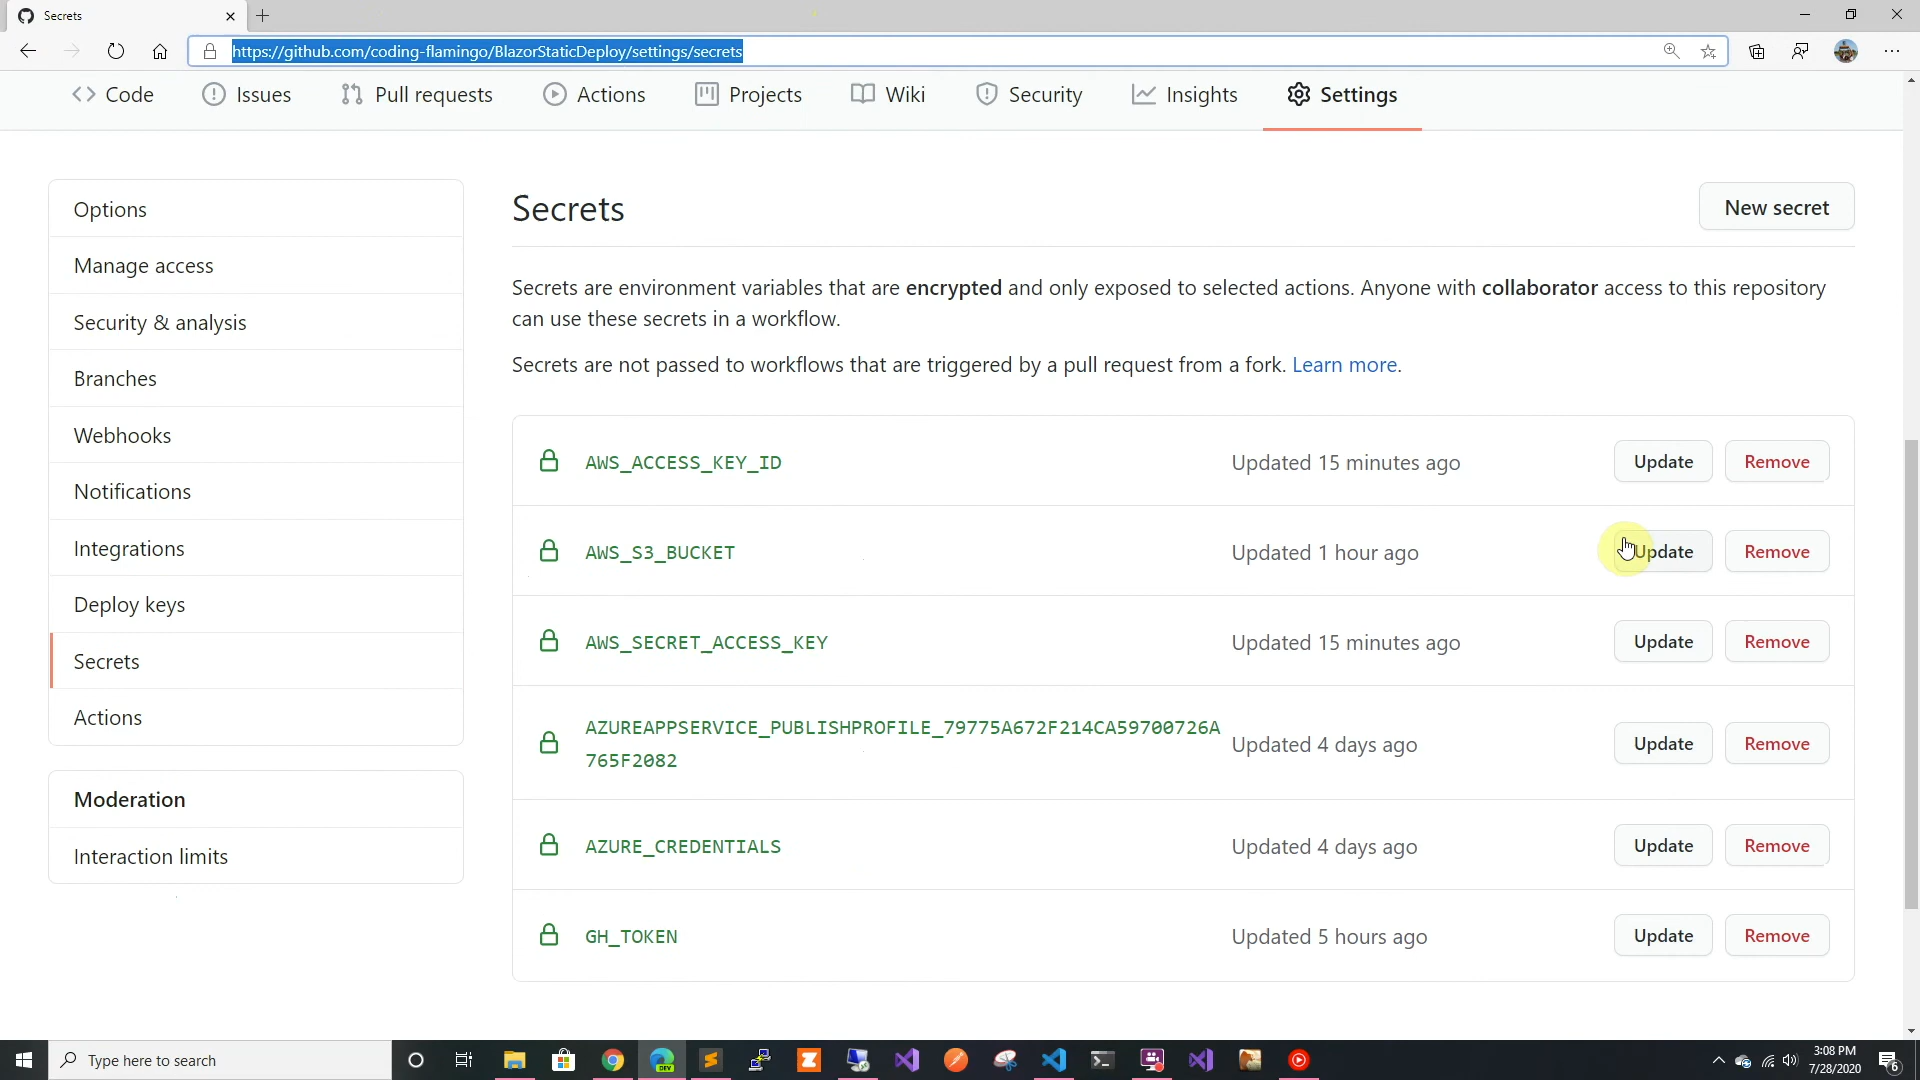 Secrets
https://github.com/coding-flamingo/BlazorStaticDeploy/settings/secrets
Code
Issues
Pull requests
Actions
Projects
Wiki
Security
Insights
Settings
Options
Manage access
Security & analysis
Branches
Webhooks
Notifications
Integrations
Deploy keys
Secrets
Actions
Moderation
Interaction limits
Secrets
New secret
Secrets are environment variables that are encrypted and only exposed to selected actions. Anyone with collaborator access to this repository
can use these secrets in a workflow.
Secrets are not passed to workflows that are triggered by a pull request from a fork. Learn more.
AWS_ACCESS_KEY_ID Updated 15 minutes ago Update Remove
AWS_S3_BUCKET Updated 1 hour ago Update Remove
AWS_SECRET_ACCESS_KEY Updated 15 minutes ago Update Remove
AZUREAPPSERVICE_PUBLISHPROFILE_79775A672F214CA59700726A
765F2082
Updated 4 days ago Update Remove
AZURE_CREDENTIALS Updated 4 days ago Update Remove
GH_TOKEN Updated 5 hours ago Update Remove
Type here to search
DEV
3:08 PM
7/28/2020
6